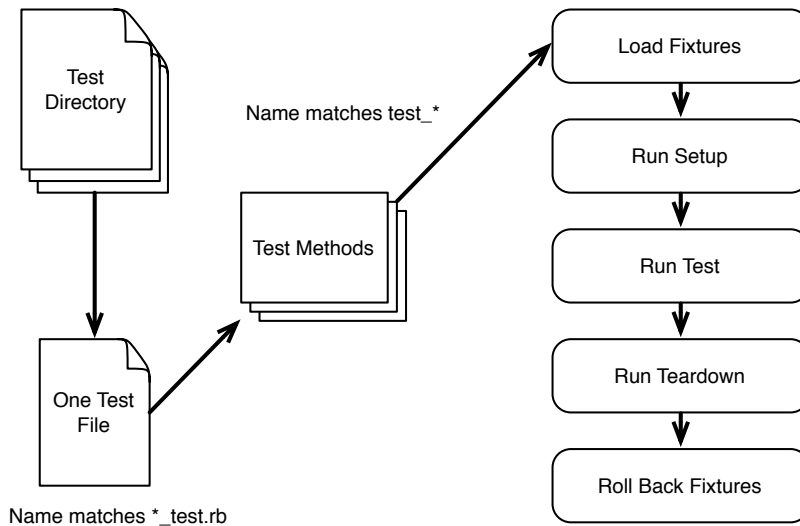 Test
Directory
One Test
File
Name matches *_test.rb
Test Methods
Name matches test_*
Load Fixtures
Run Setup
Run Test
Run Teardown
Roll Back Fixtures